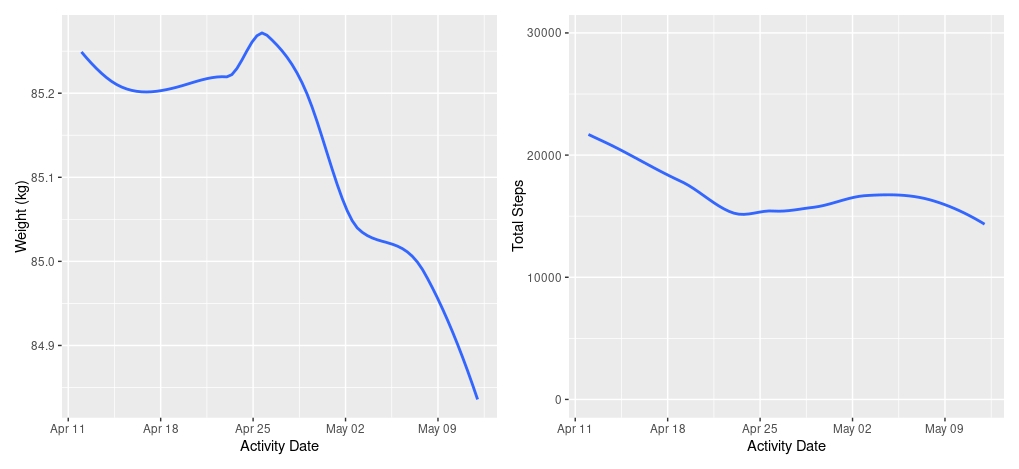 Weight (kg)
85.2
85.1
85.0
84.9
Apr 11 Apr 18 Apr 25 May 02 May 09
Activity Date
Total Steps
30000
20000
10000
0
Apr 11 Apr 18 Apr 25 May 02 May 09
Activity Date